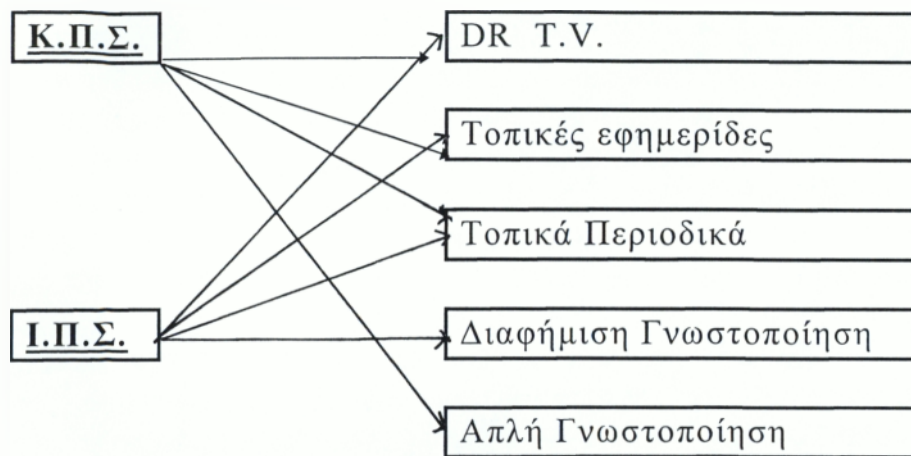 Κ.Π.Σ.
DR T.V.
Τοπικές εφημερίδες
Τοπικά Περιοδικά
Ι.Π.Σ.
Διαφήμιση Γνωστοποίηση
Απλή Γνωστοποίηση